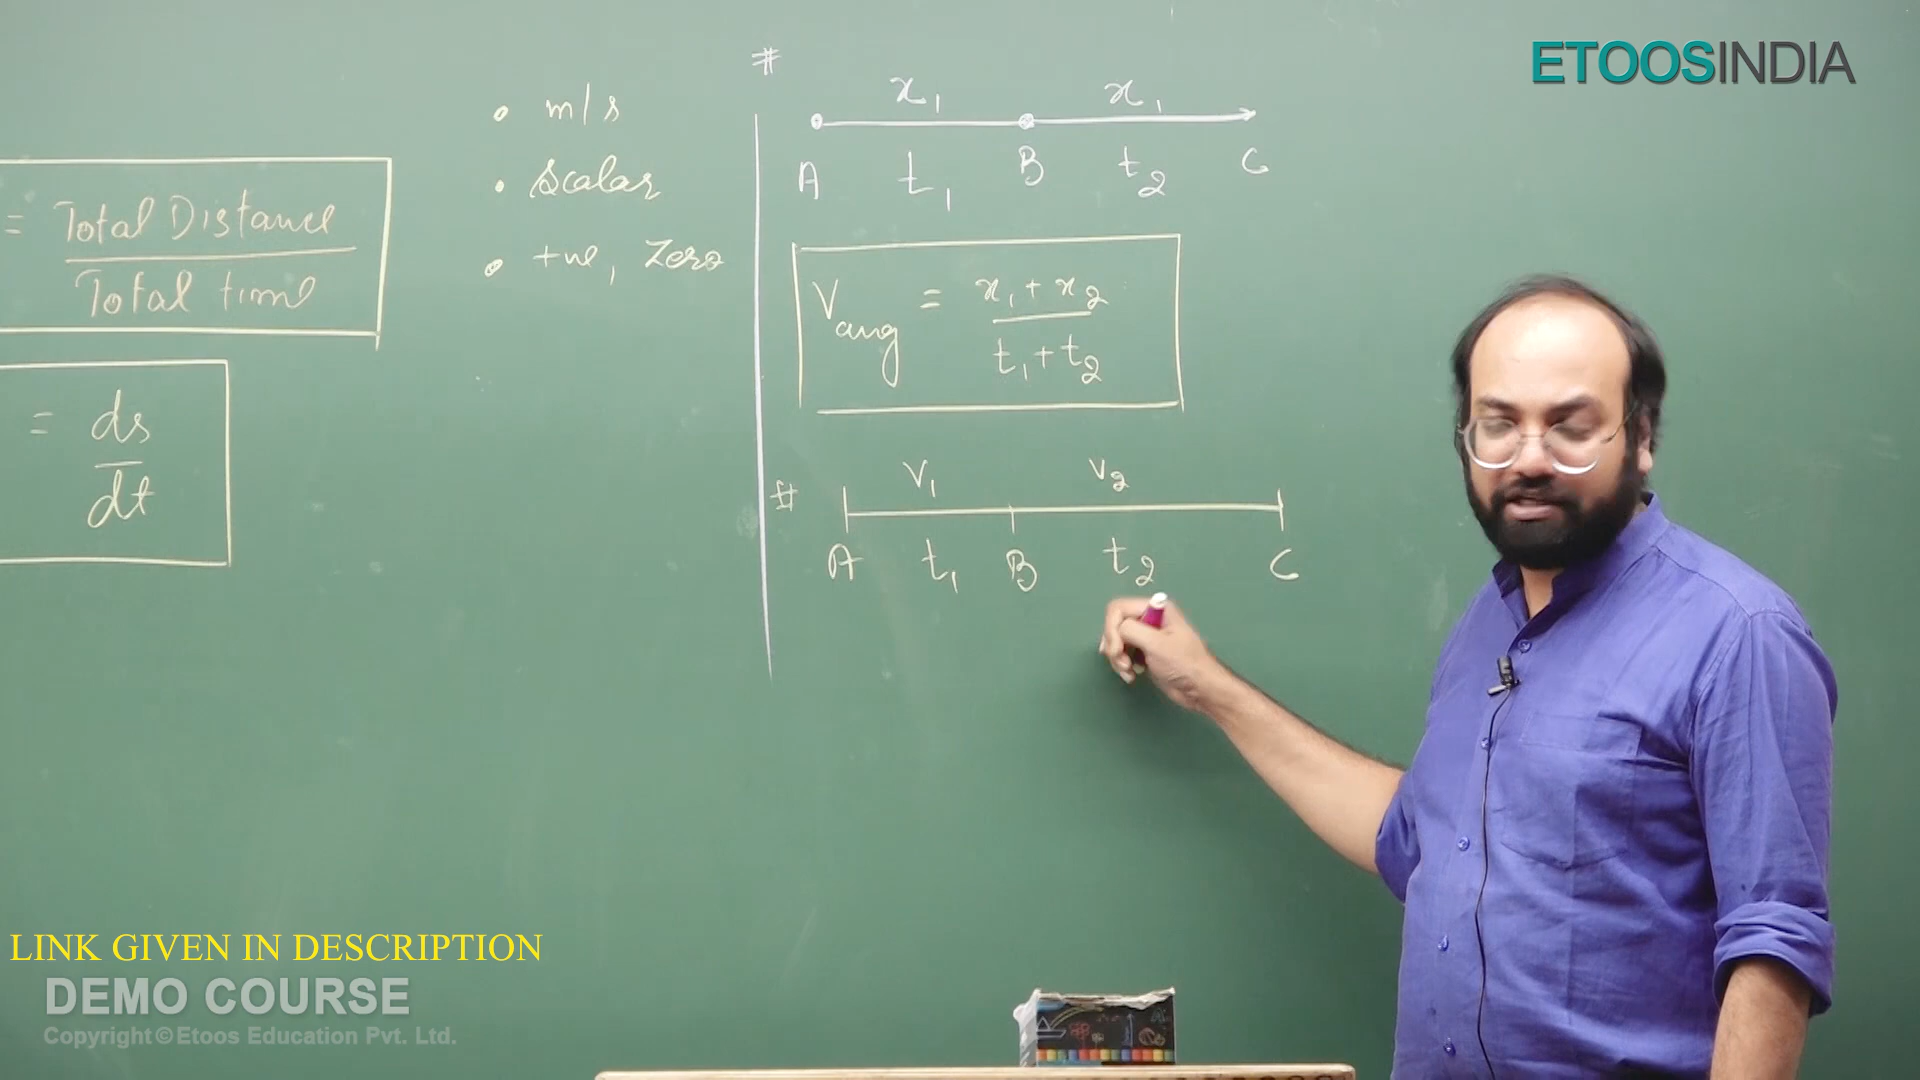 = Total Distance
Total time
= ds
dt
• m/s
• Scalar
• +ve, Zero
#
x₁ x₁
A t₁ B t₂ C
Vavg = x₁ + x₂
t₁ + t₂
#
V₁ V₂
A t₁ B t₂ C
ETOOSINDIA
LINK GIVEN IN DESCRIPTION
DEMO COURSE
Copyright © Etoos Education Pvt. Ltd.